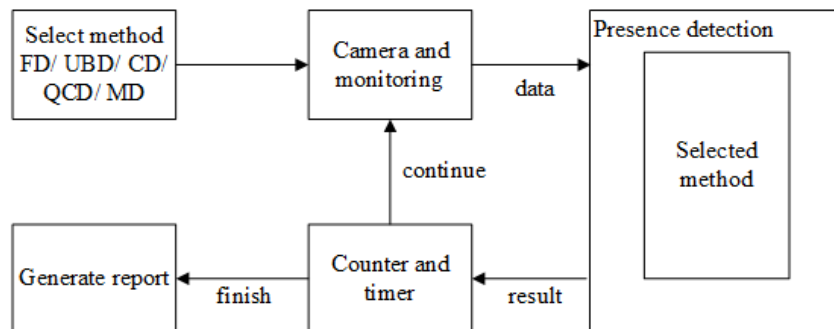 Select method
FD/ UBD/ CD/
QCD/ MD
Camera and
monitoring
data
Presence detection
Selected
method
continue
Generate report
finish
Counter and
timer
result